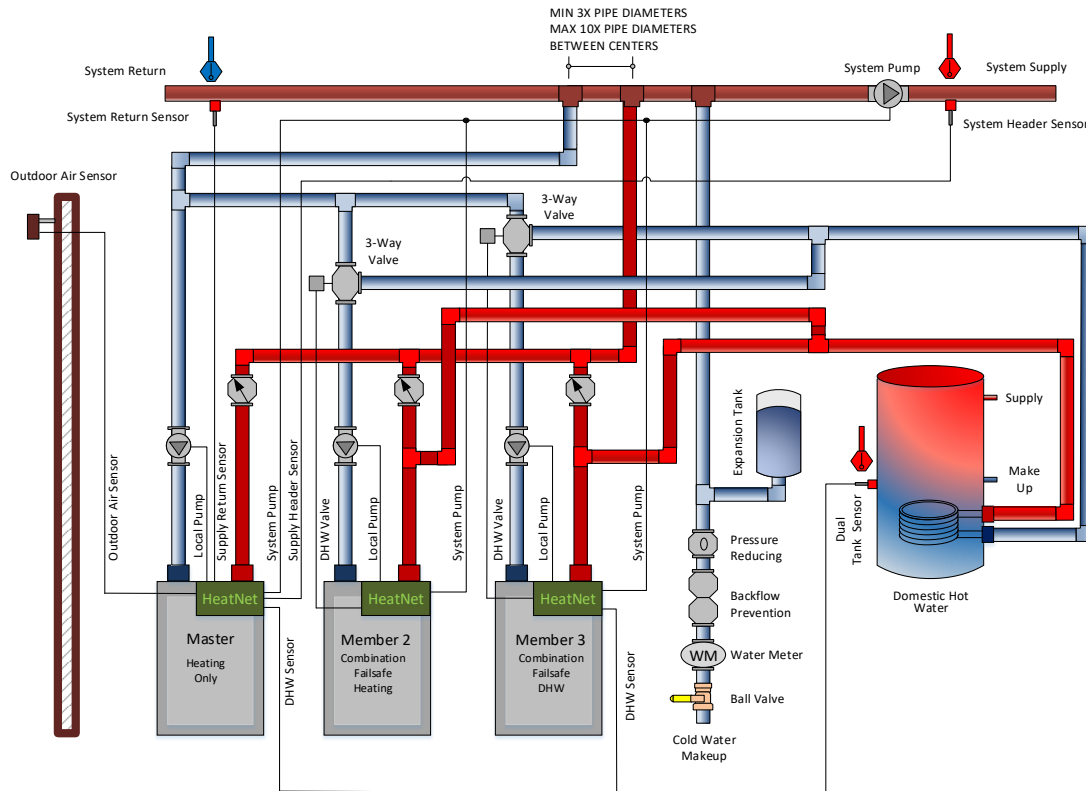 MIN 3X PIPE DIAMETERS
MAX 10X PIPE DIAMETERS
BETWEEN CENTERS
System Return
System Pump
System Supply
System Return Sensor
System Header Sensor
Outdoor Air Sensor
3-Way
Valve
3-Way
Valve
Expansion Tank
Supply
Make
Up
Dual
Tank Sensor
Domestic Hot
Water
Outdoor Air Sensor
Local Pump
Supply Return Sensor
System Pump
Supply Header Sensor
DHW Valve
Local Pump
System Pump
DHW Valve
Local Pump
System Pump
Pressure
Reducing
0
Backflow
Prevention
WM
Water Meter
Ball Valve
Cold Water
Makeup
HeatNet
Master
Heating
Only
DHW Sensor
HeatNet
Member 2
Combination
Failsafe
Heating
HeatNet
Member 3
Combination
Failsafe
DHW
DHW Sensor